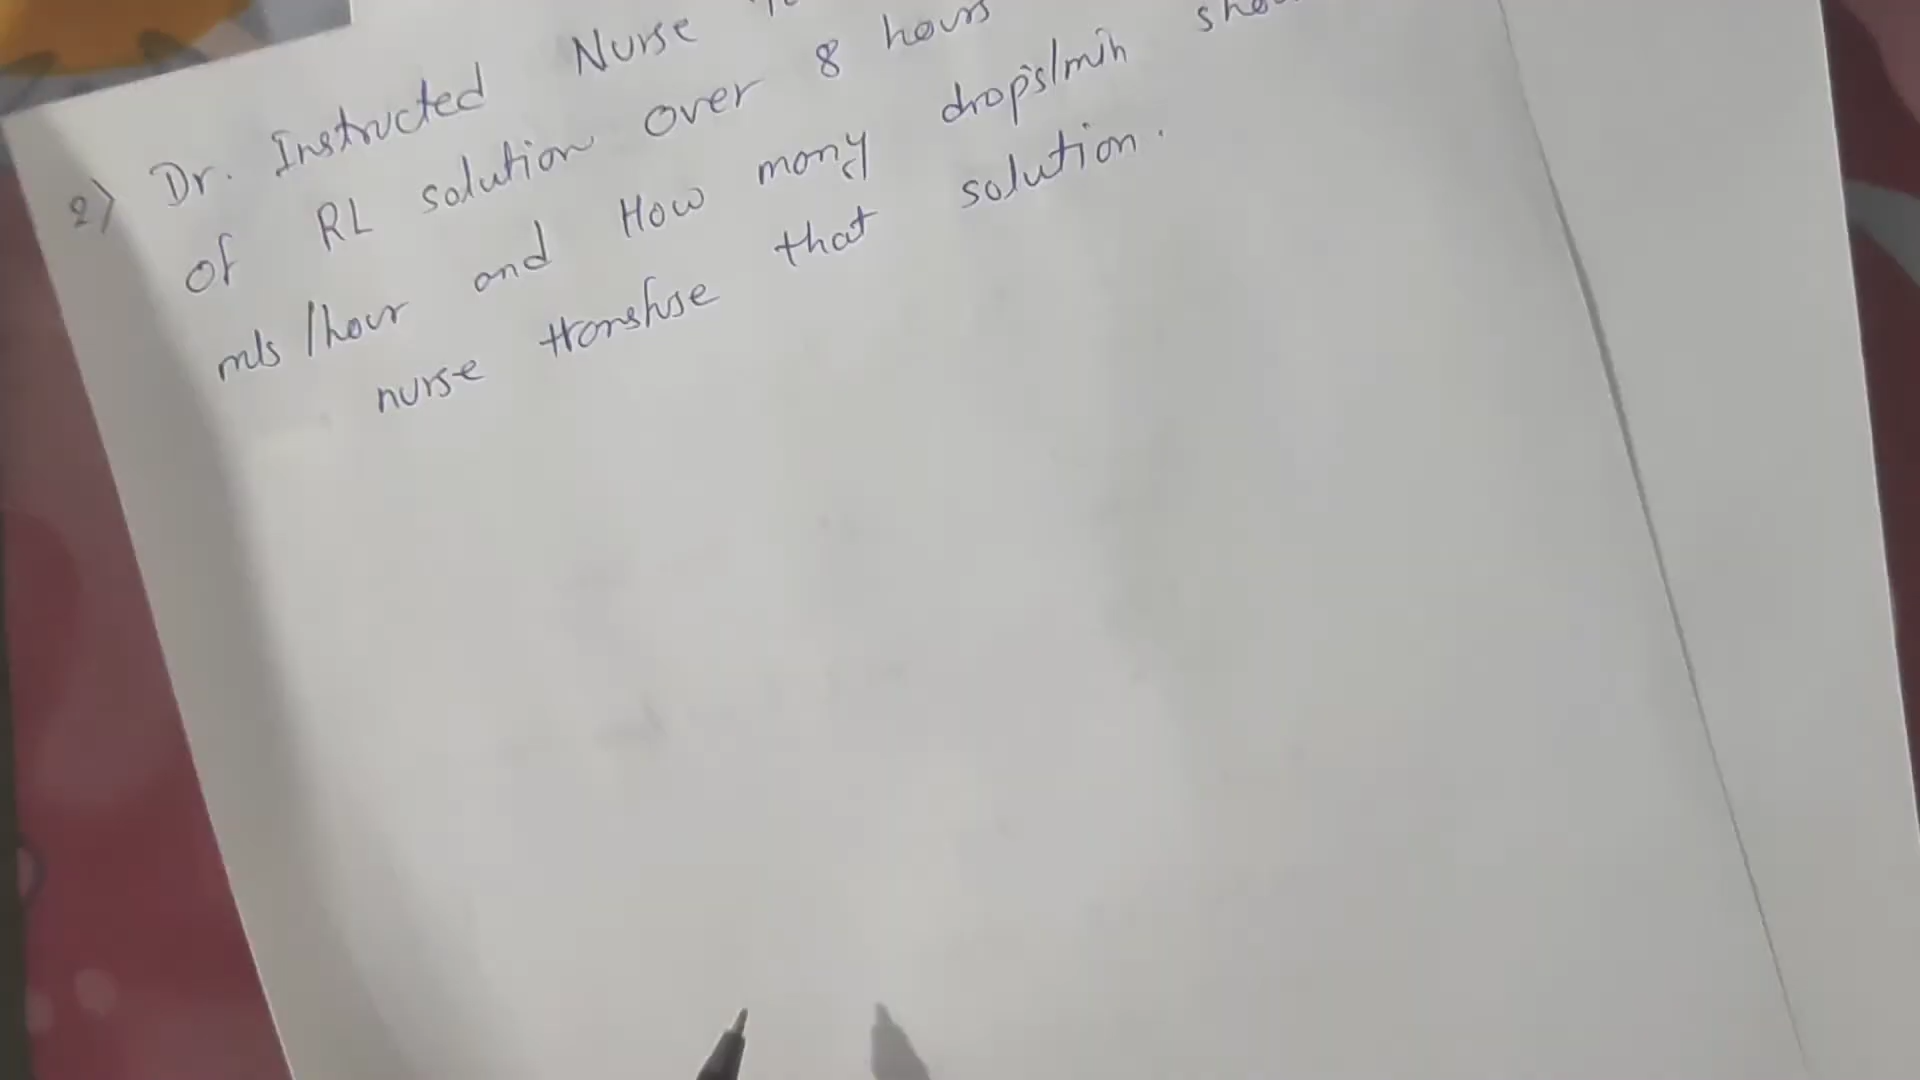 2) Dr. Instructed Nurse
of RL solution over 8 hours
mls/hour and How many drops/min
nurse transfuse that solution.